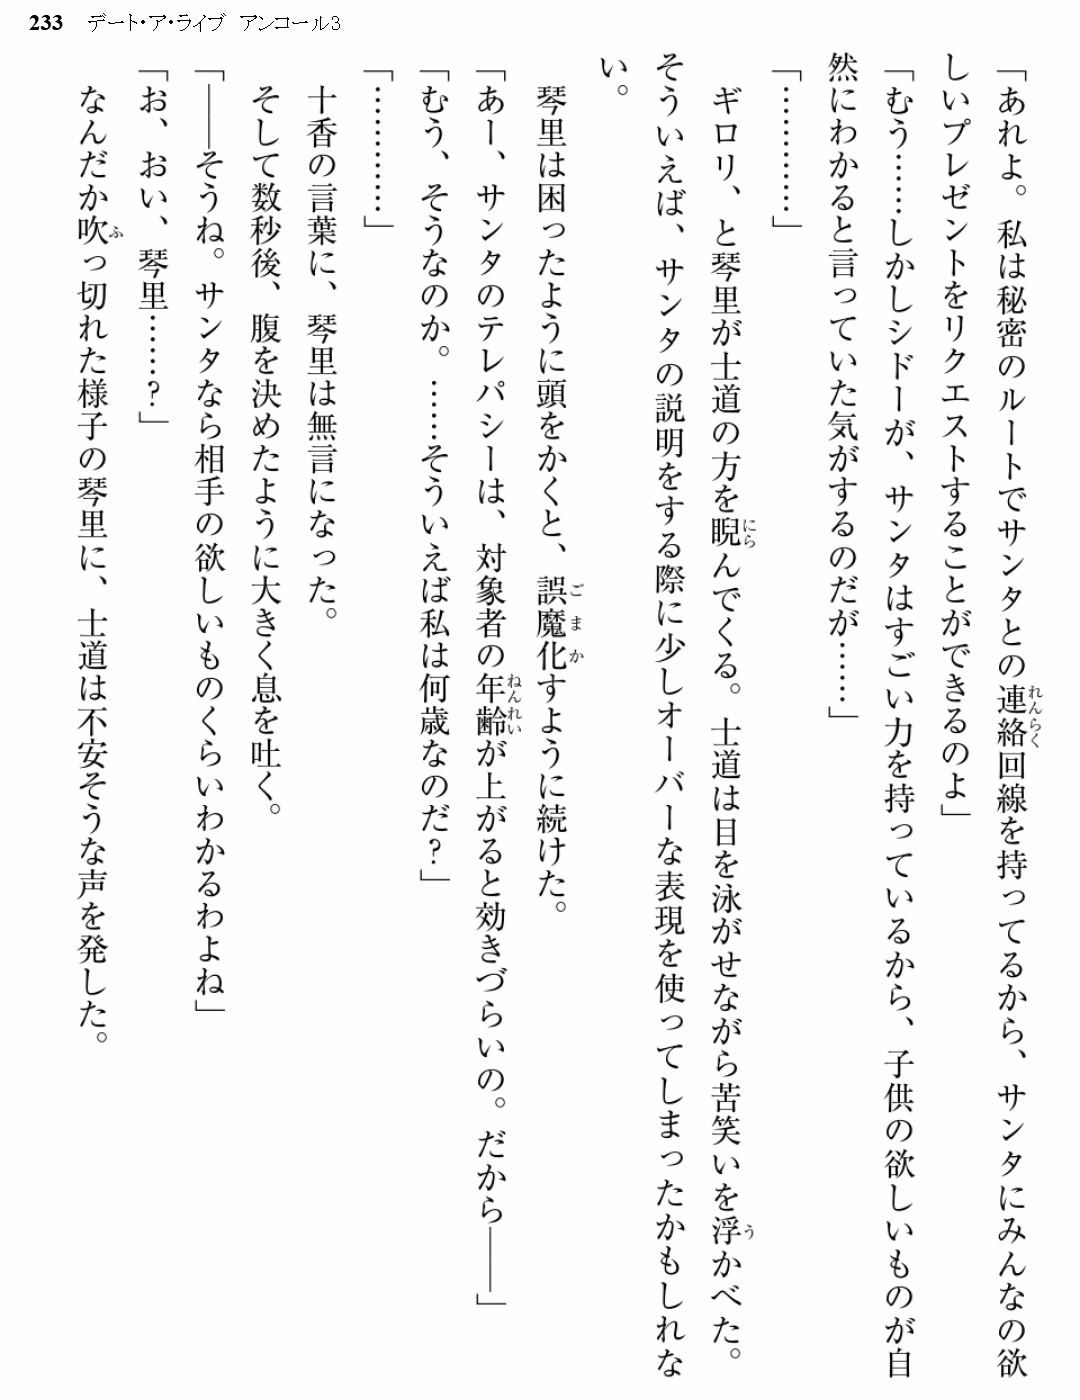 233 デート・ア・ライブ アンコール3
「あれよ。私は秘密のルートでサンタとの連絡回線を持ってるから、サンタにみんなの欲
しいプレゼントをリクエストすることができるのよ」
「むう……しかしシドーが、サンタはすごい力を持っているから、子供の欲しいものが自
然にわかると言っていた気がするのだが……」
「…………」
ギロリ、と琴里が士道の方を睨んでくる。士道は目を泳がせながら苦笑いを浮かべた。
そういえば、サンタの説明をする際に少しオーバーな表現を使ってしまったかもしれな
い。
琴里は困ったように頭をかくと、誤魔化すように続けた。
「あー、サンタのテレパシーは、対象者の年齢が上がると効きづらいの。だから――」
「むう、そうなのか。……そういえば私は何歳なのだ?」
「…………」
十香の言葉に、琴里は無言になった。
そして数秒後、腹を決めたように大きく息を吐く。
「――そうね。サンタなら相手の欲しいものくらいわかるわよね」
「お、おい、琴里……?」
なんだか吹っ切れた様子の琴里に、士道は不安そうな声を発した。